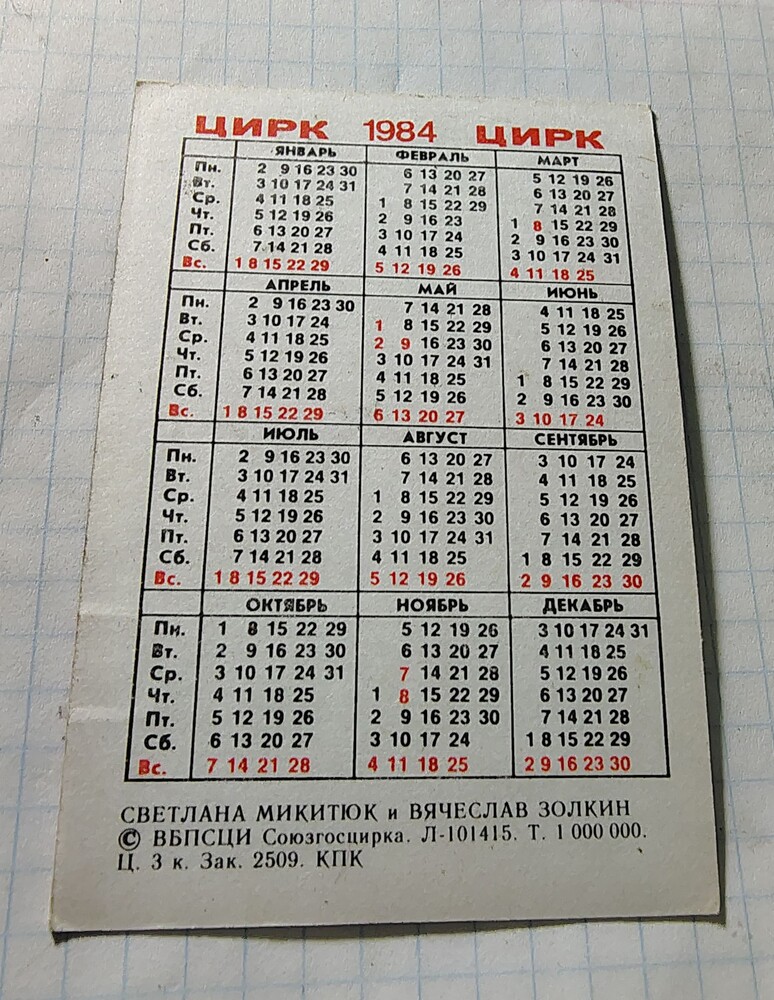 ЦИРК 1984 ЦИРК
ЯНВАРЬ ФЕВРАЛЬ МАРТ
Пн. 2 9 16 23 30 6 13 20 27 5 12 19 26
Вт. 3 10 17 24 31 7 14 21 28 6 13 20 27
Ср. 4 11 18 25 1 8 15 22 29 7 14 21 28
Чт. 5 12 19 26 2 9 16 23 1 8 15 22 29
Пт. 6 13 20 27 3 10 17 24 2 9 16 23 30
Сб. 7 14 21 28 4 11 18 25 3 10 17 24 31
Вс. 1 8 15 22 29 5 12 19 26 4 11 18 25
АПРЕЛЬ МАЙ ИЮНЬ
Пн. 2 9 16 23 30 7 14 21 28 4 11 18 25
Вт. 3 10 17 24 1 8 15 22 29 5 12 19 26
Ср. 4 11 18 25 2 9 16 23 30 6 13 20 27
Чт. 5 12 19 26 3 10 17 24 31 7 14 21 28
Пт. 6 13 20 27 4 11 18 25 1 8 15 22 29
Сб. 7 14 21 28 5 12 19 26 2 9 16 23 30
Вс. 1 8 15 22 29 6 13 20 27 3 10 17 24
ИЮЛЬ АВГУСТ СЕНТЯБРЬ
Пн. 2 9 16 23 30 6 13 20 27 3 10 17 24
Вт. 3 10 17 24 31 7 14 21 28 4 11 18 25
Ср. 4 11 18 25 1 8 15 22 29 5 12 19 26
Чт. 5 12 19 26 2 9 16 23 30 6 13 20 27
Пт. 6 13 20 27 3 10 17 24 31 7 14 21 28
Сб. 7 14 21 28 4 11 18 25 1 8 15 22 29
Вс. 1 8 15 22 29 5 12 19 26 2 9 16 23 30
ОКТЯБРЬ НОЯБРЬ ДЕКАБРЬ
Пн. 1 8 15 22 29 5 12 19 26 3 10 17 24 31
Вт. 2 9 16 23 30 6 13 20 27 4 11 18 25
Ср. 3 10 17 24 31 7 14 21 28 5 12 19 26
Чт. 4 11 18 25 1 8 15 22 29 6 13 20 27
Пт. 5 12 19 26 2 9 16 23 30 7 14 21 28
Сб. 6 13 20 27 3 10 17 24 1 8 15 22 29
Вс. 7 14 21 28 4 11 18 25 2 9 16 23 30
СВЕТЛАНА МИКИТЮК и ВЯЧЕСЛАВ ЗОЛКИН
© ВБПСЦИ Союзгосцирка. Л-101415. Т. 1 000 000.
Ц. 3 к. Зак. 2509. КПК